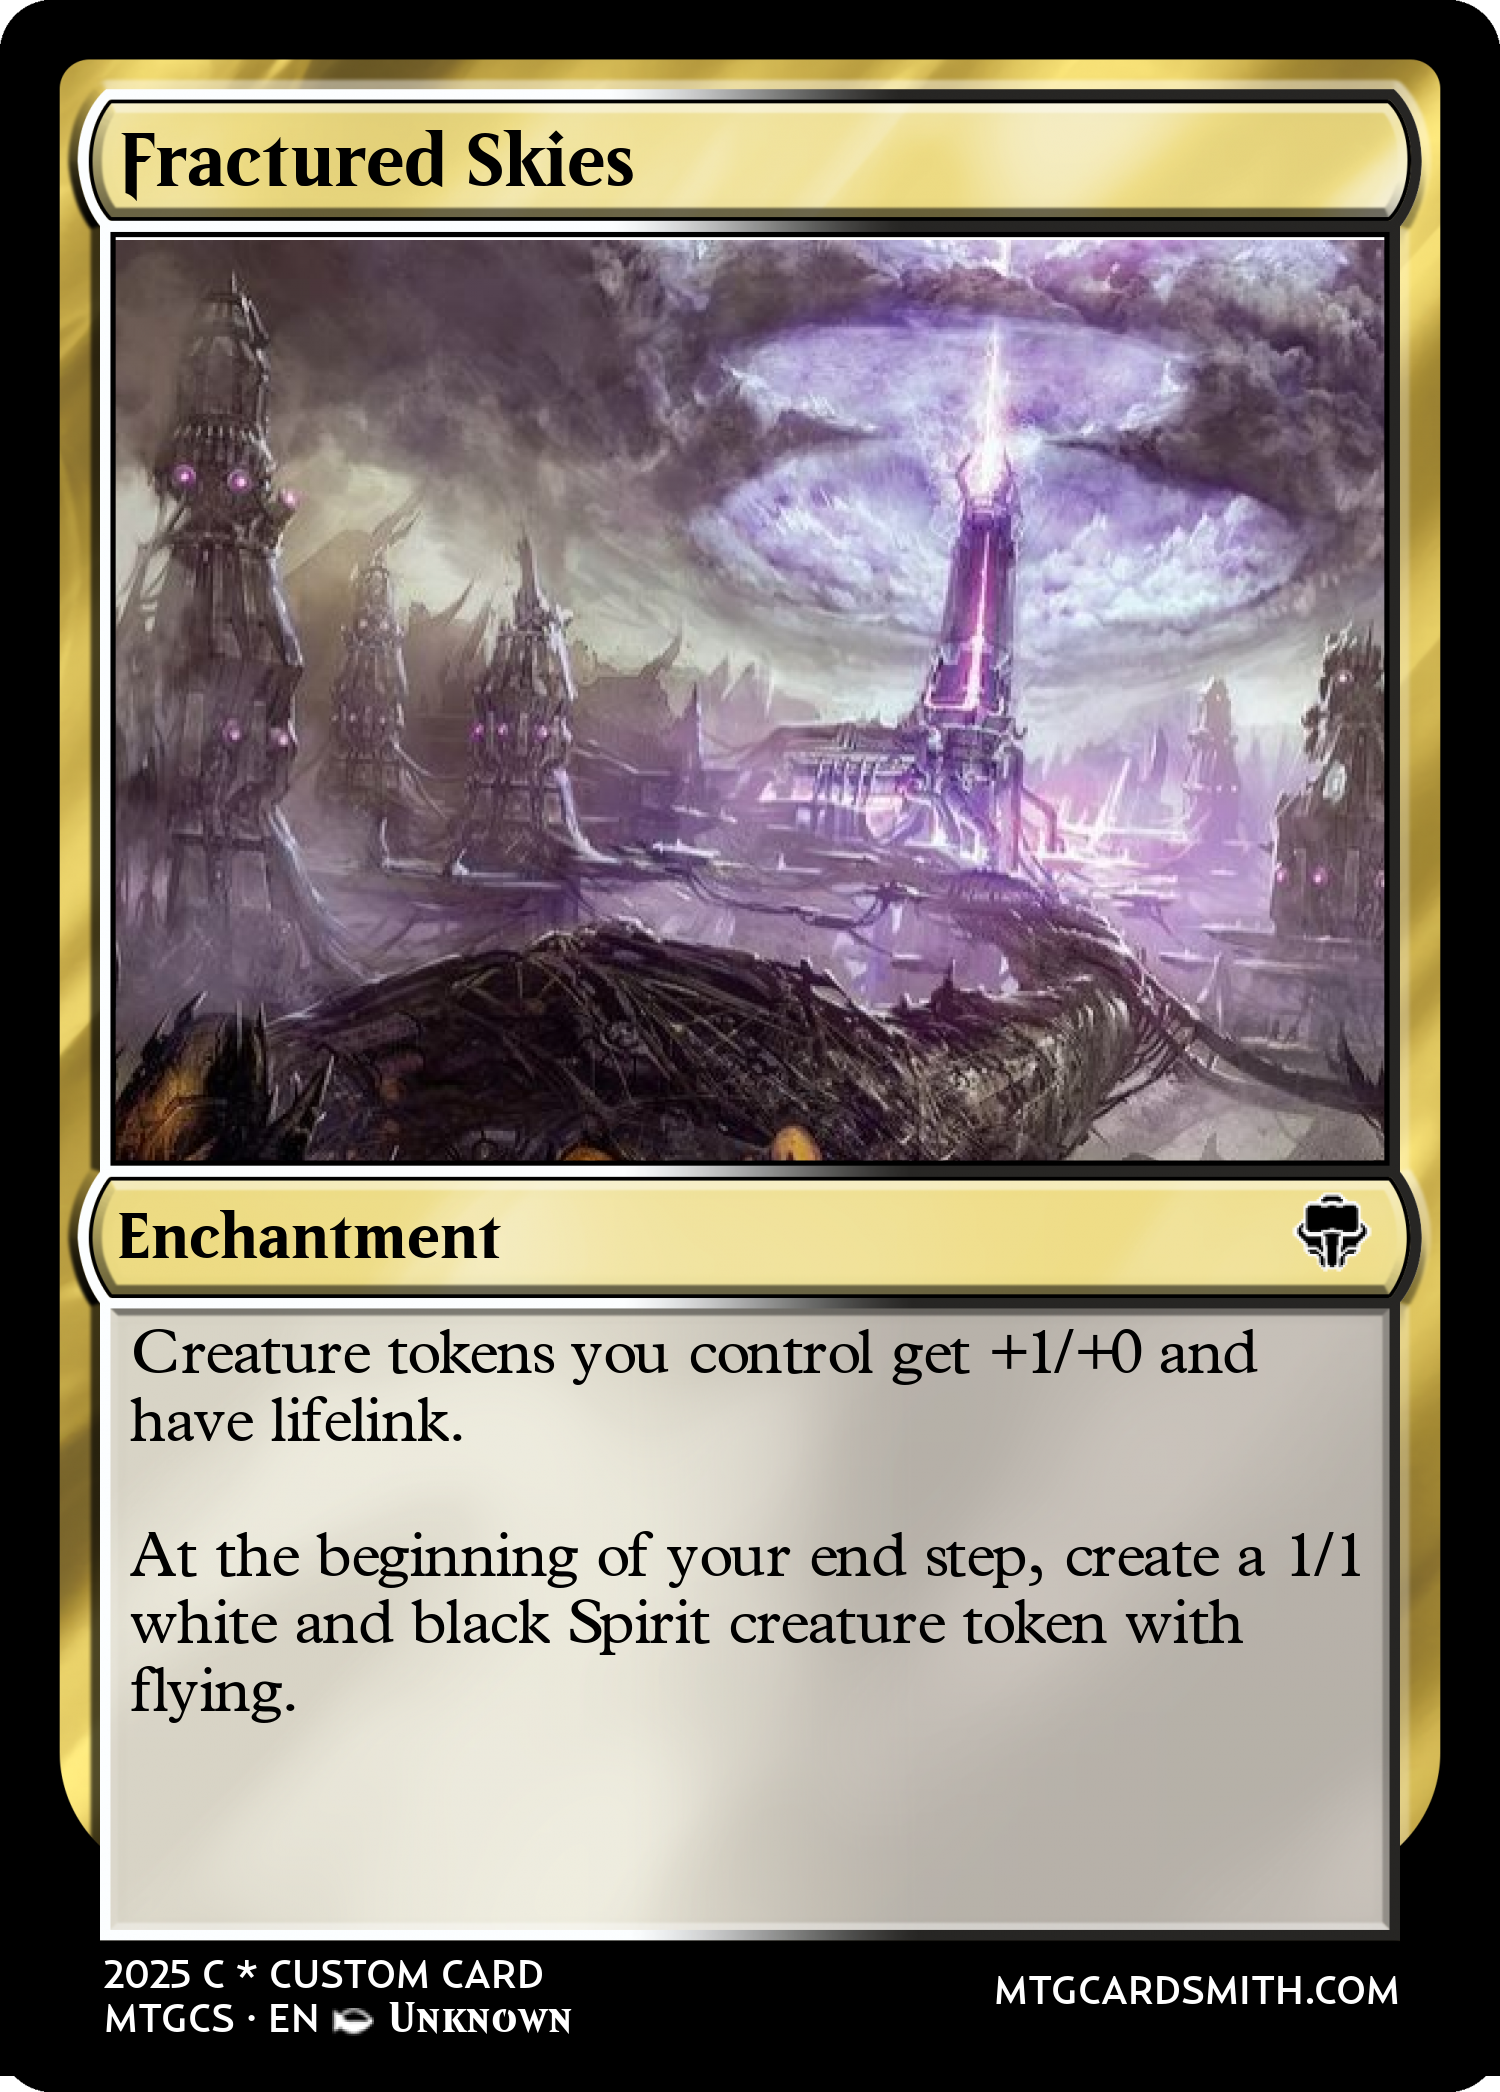 Fractured Skies
Enchantment
Creature tokens you control get +1/+0 and
have lifelink.
At the beginning of your end step, create a 1/1
white and black Spirit creature token with
flying.
2025 C * CUSTOM CARD
MTGCS · EN Unknown
MTGCARDSMITH.COM